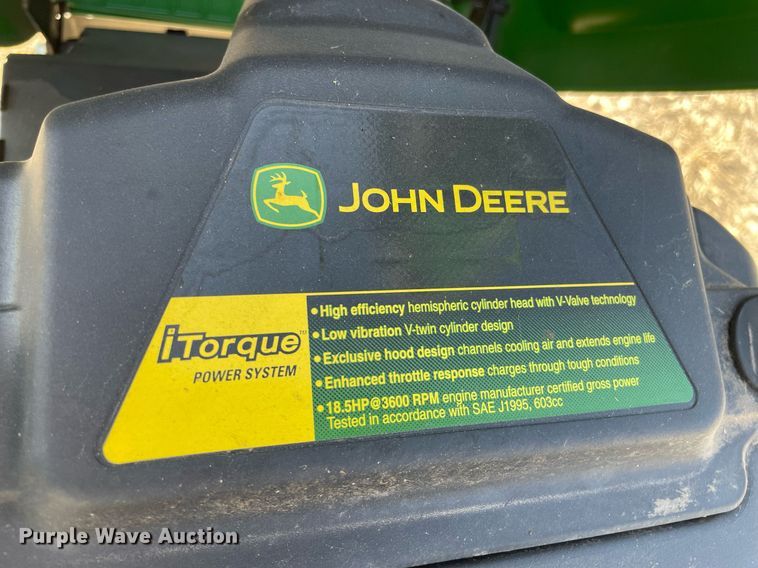 JOHN DEERE
iTorque™
POWER SYSTEM
• High efficiency hemispheric cylinder head with V-Valve technology
• Low vibration V-twin cylinder design
• Exclusive hood design channels cooling air and extends engine life
• Enhanced throttle response charges through tough conditions
• 18.5HP@3600 RPM engine manufacturer certified gross power
Tested in accordance with SAE J1995, 603cc
Purple Wave Auction